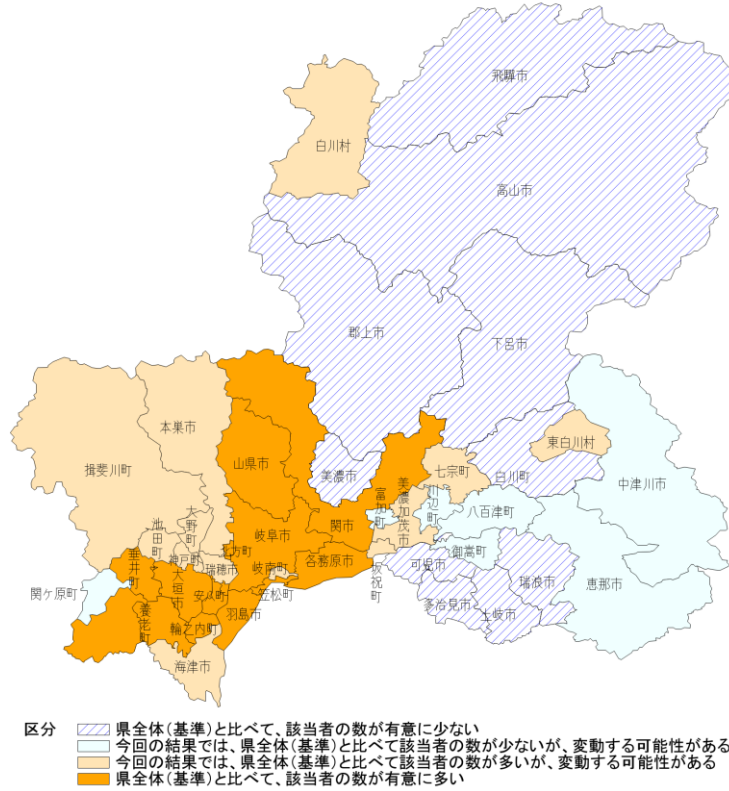 飛騨市
白川村
高山市
郡上市
下呂市
本巣市
揖斐川町
山県市
美濃市
東白川村
七宗町
白川町
中津川市
富加町
美濃加茂市
川辺町
八百津町
関市
岐阜市
大野町
池田町
神戸町
北方町
瑞穂市
岐南町
各務原市
坂祝町
御嵩町
可児市
瑞浪市
恵那市
多治見市
土岐市
関ケ原町
垂井町
大垣市
安八町
笠松町
羽島市
養老町
輪之内町
海津市
区分
県全体(基準)と比べて、該当者の数が有意に少ない
今回の結果では、県全体(基準)と比べて該当者の数が少ないが、変動する可能性がある
今回の結果では、県全体(基準)と比べて該当者の数が多いが、変動する可能性がある
県全体(基準)と比べて、該当者の数が有意に多い